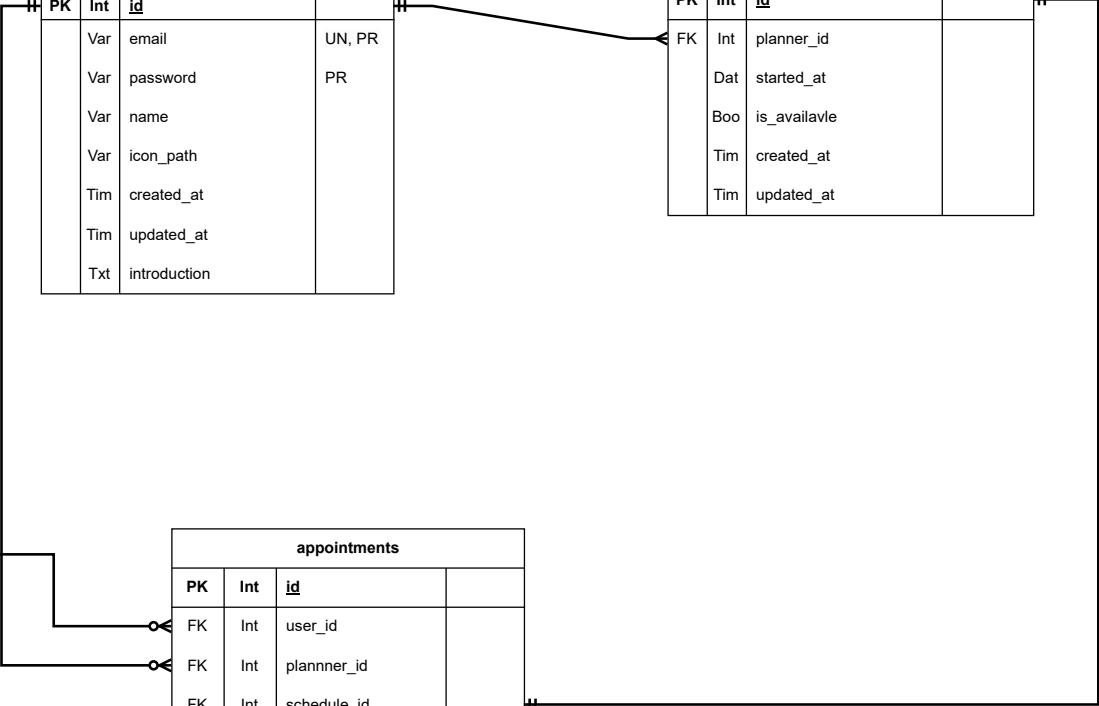 PK Int id
Var email UN, PR
Var password PR
Var name
Var icon_path
Tim created_at
Tim updated_at
Txt introduction
PK Int id
FK Int planner_id
Dat started_at
Boo is_availavle
Tim created_at
Tim updated_at
appointments
PK Int id
FK Int user_id
FK Int plannner_id
FK Int schedule_id